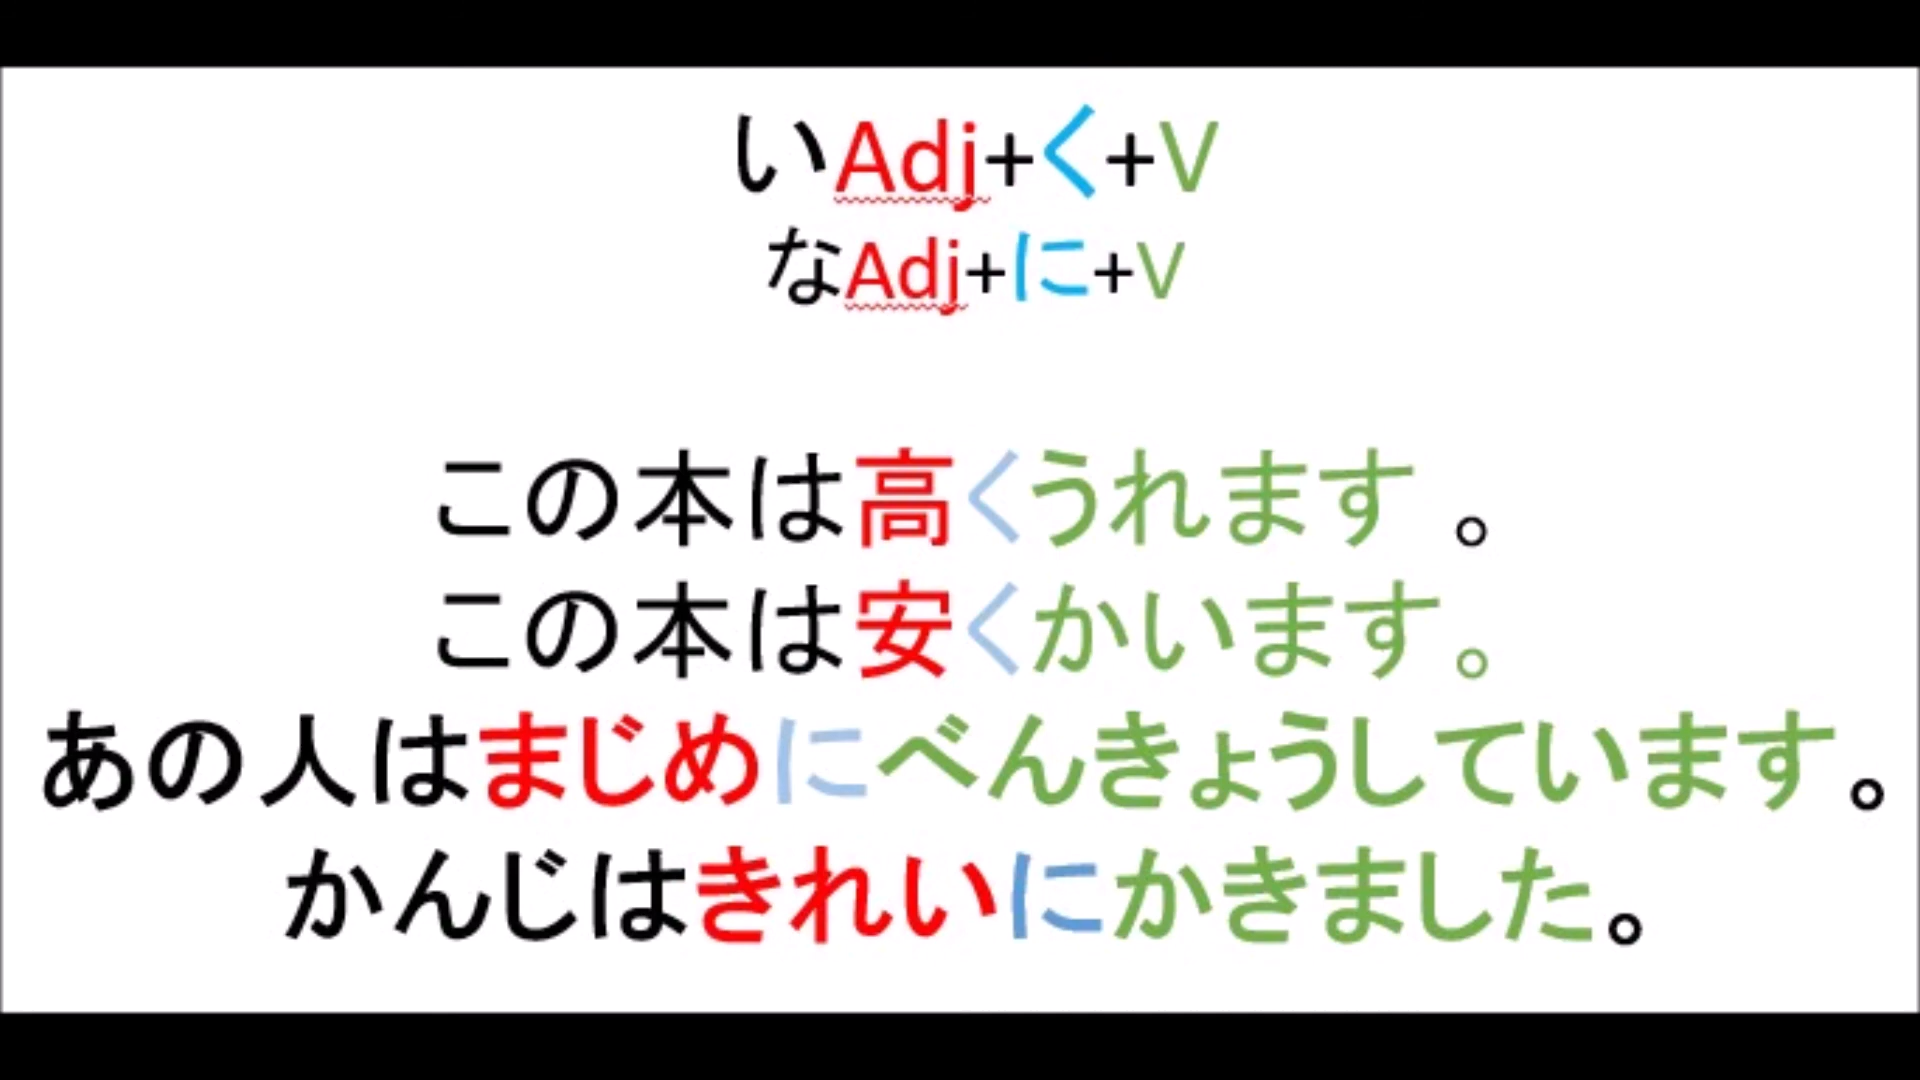 いAdj+く+V
なAdj+に+V
この本は高くうれます。
この本は安くかいます。
あの人はまじめにべんきょうしています。
かんじはきれいにかきました。